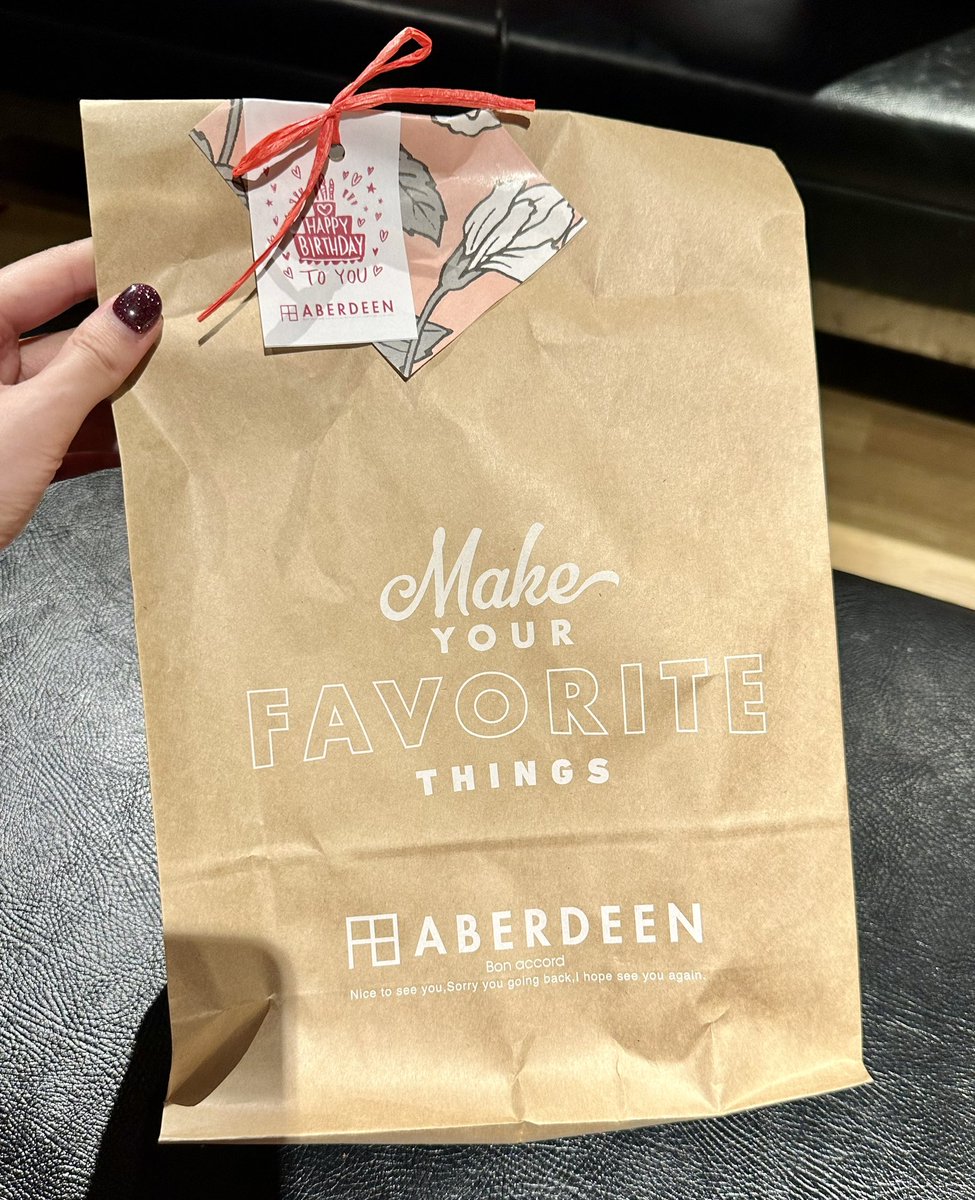 HAPPY
BIRTHDAY
TO YOU
ABERDEEN
Make
YOUR
FAVORITE
THINGS
ABERDEEN
Bon accord
Nice to see you,Sorry you going back,I hope see you again.